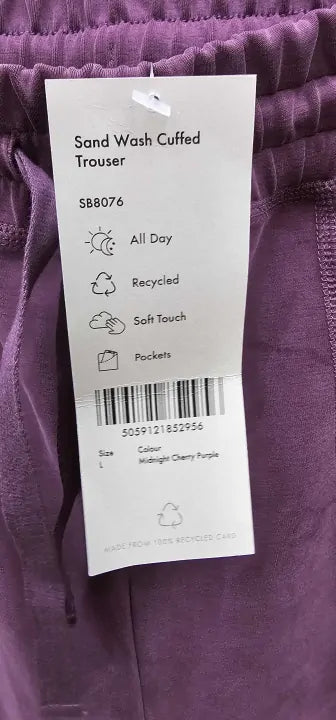 Sand Wash Cuffed
Trouser
SB8076
All Day
Recycled
Soft Touch
Pockets
5059121852956
Size Colour
L Midnight Cherry Purple
MADE FROM 100% RECYCLED CARD